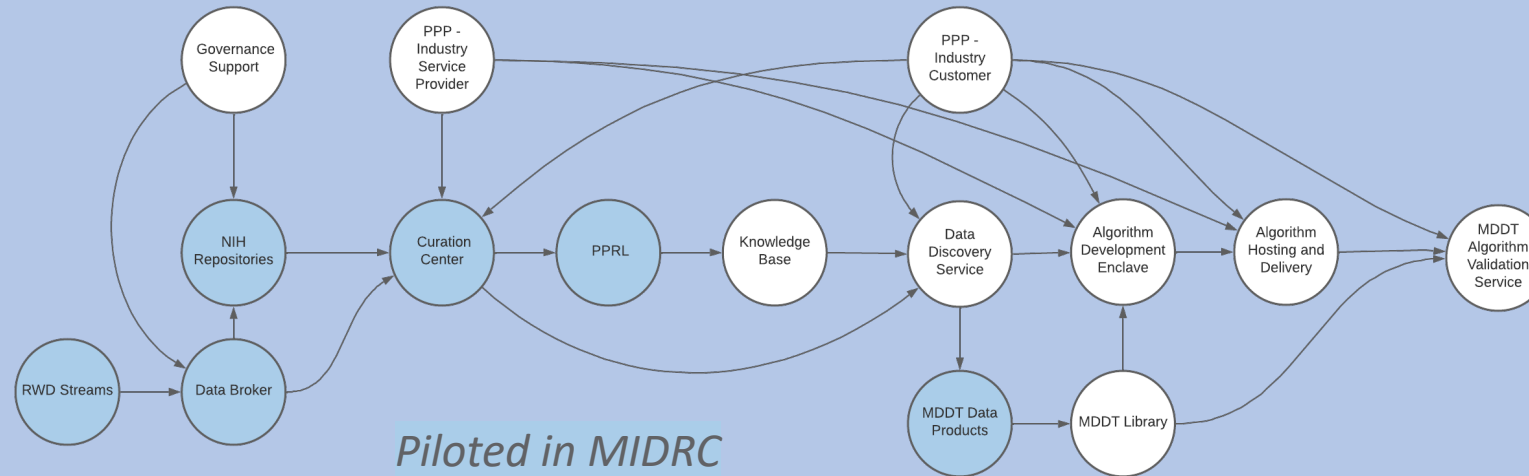 Governance
Support
PPP -
Industry
Service
Provider
PPP -
Industry
Customer
NIH
Repositories
Curation
Center
PPRL
Knowledge
Base
Data
Discovery
Service
Algorithm
Development
Enclave
Algorithm
Hosting and
Delivery
MDDT
Algorithm
Validation
Service
RWD Streams
Data Broker
MDDT Data
Products
MDDT Library
Piloted in MIDRC